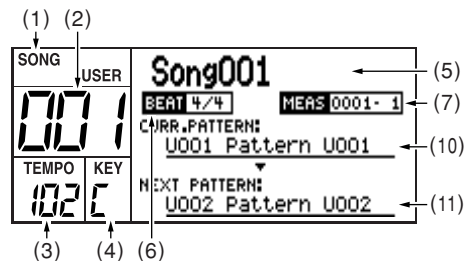 (1) (2)
SONG
USER
001
TEMPO KEY
102 C
(3) (4)
Song001
BEAT 4/4 MEAS 0001- 1
CURR.PATTERN:
U001 Pattern U001
NEXT PATTERN:
U002 Pattern U002
(5)
(7)
(10)
(11)
(6)